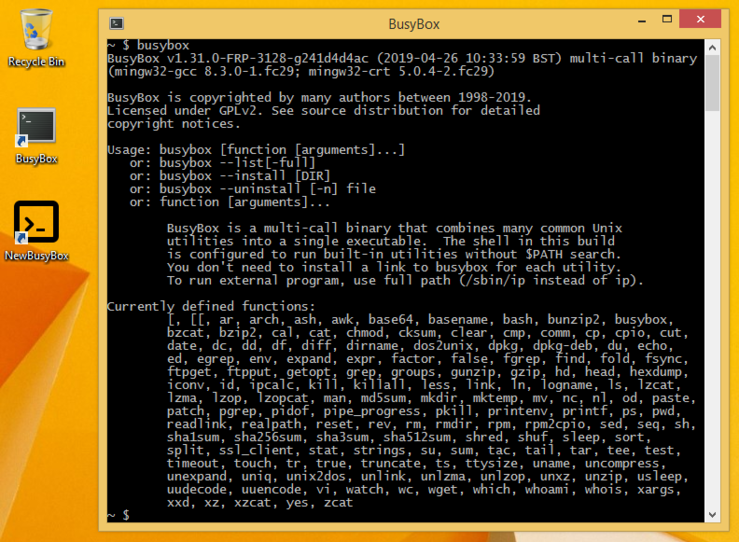 Recycle Bin
BusyBox
NewBusyBox
BusyBox
~ $ busybox
BusyBox v1.31.0-FRP-3128-g241d4d4ac (2019-04-26 10:33:59 BST) multi-call binary
(mingw32-gcc 8.3.0-1.fc29; mingw32-crt 5.0.4-2.fc29)
BusyBox is copyrighted by many authors between 1998-2019.
Licensed under GPLv2. See source distribution for detailed
copyright notices.
Usage: busybox [function [arguments]...]
or: busybox --list[-full]
or: busybox --install [DIR]
or: busybox --uninstall [-n] file
or: function [arguments]...
BusyBox is a multi-call binary that combines many common Unix
utilities into a single executable.  The shell in this build
is configured to run built-in utilities without $PATH search.
You don't need to install a link to busybox for each utility.
To run external program, use full path (/sbin/ip instead of ip).
Currently defined functions:
[, [[, ar, arch, ash, awk, base64, basename, bash, bunzip2, busybox,
bzcat, bzip2, cal, cat, chmod, cksum, clear, cmp, comm, cp, cpio, cut,
date, dc, dd, df, diff, dirname, dos2unix, dpkg, dpkg-deb, du, echo,
ed, egrep, env, expand, expr, factor, false, fgrep, find, fold, fsync,
ftpget, ftpput, getopt, grep, groups, gunzip, gzip, hd, head, hexdump,
iconv, id, ipcalc, kill, killall, less, link, ln, logname, ls, lzcat,
lzma, lzop, lzopcat, man, md5sum, mkdir, mktemp, mv, nc, nl, od, paste,
patch, pgrep, pidof, pipe_progress, pkill, printenv, printf, ps, pwd,
readlink, realpath, reset, rev, rm, rmdir, rpm, rpm2cpio, sed, seq, sh,
sha1sum, sha256sum, sha3sum, sha512sum, shred, shuf, sleep, sort,
split, ssl_client, stat, strings, su, sum, tac, tail, tar, tee, test,
timeout, touch, tr, true, truncate, ts, ttysize, uname, uncompress,
unexpand, uniq, unix2dos, unlink, unlzma, unlzop, unxz, unzip, usleep,
uudecode, uuencode, vi, watch, wc, wget, which, whoami, whois, xargs,
xxd, xz, xzcat, yes, zcat
~ $